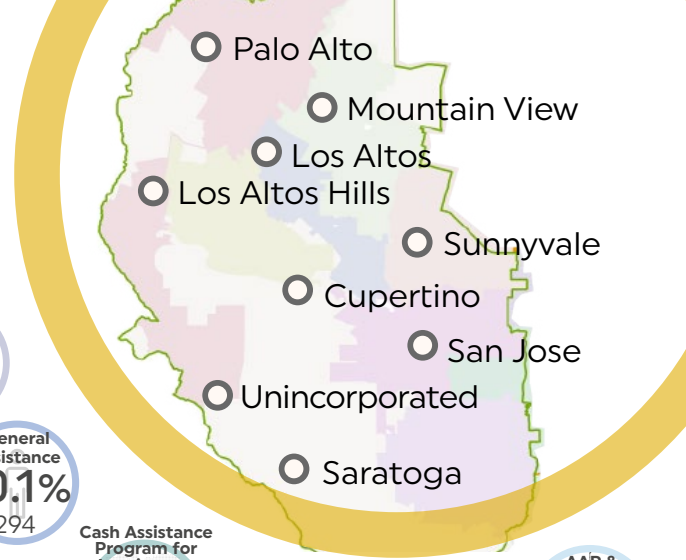 Palo Alto
Mountain View
Los Altos
Los Altos Hills
Sunnyvale
Cupertino
San Jose
Unincorporated
Saratoga
eneral
istance
0.1%
294
Cash Assistance
Program for